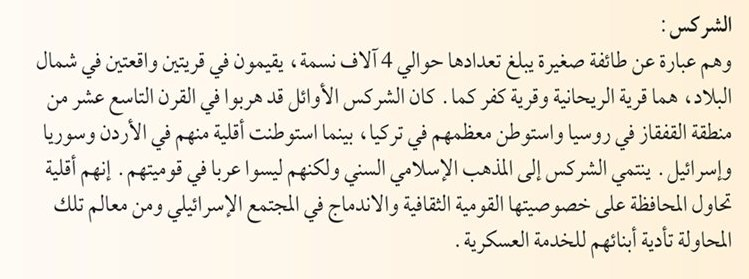 الشركس :
وهم عبارة عن طائفة صغيرة يبلغ تعدادها حوالي 4 آلاف نسمة ، يقيمون في قريتين واقعتين في شمال
البلاد ، هما قرية الريحانية وقرية كفر كما . كان الشركس الأوائل قد هربوا في القرن التاسع عشر من
منطقة القفقاز في روسيا واستوطن معظمهم في تركيا ، بينما استوطنت أقلية منهم في الأردن وسوريا
وإسرائيل . ينتمي الشركس إلى المذهب الإسلامي السني ولكنهم ليسوا عربا في قوميتهم . إنهم أقلية
تحاول المحافظة على خصوصيتها القومية الثقافية والاندماج في المجتمع الإسرائيلي ومن معالم تلك
المحاولة تأدية أبنائهم للخدمة العسكرية .